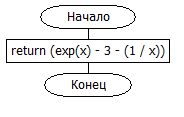 Начало
return (exp(x) - 3 - (1 / x))
Конец